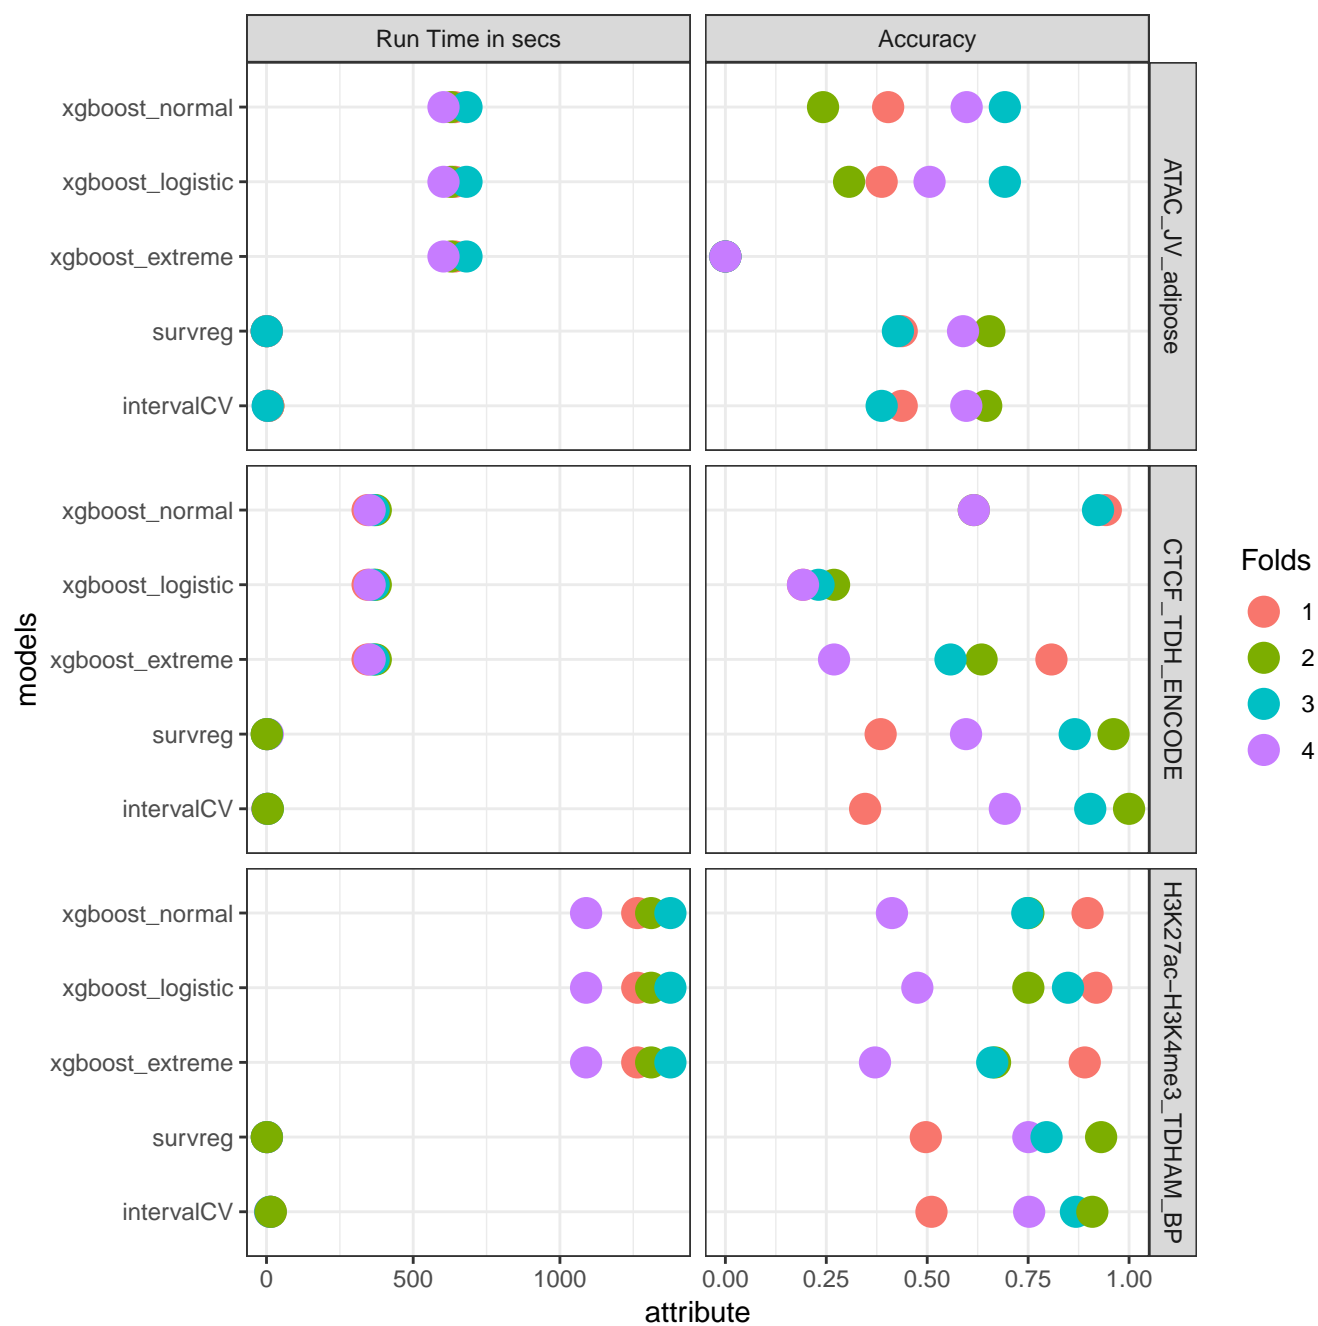 Run Time in secs
Accuracy
xgboost_normal
xgboost_logistic
xgboost_extreme
survreg
intervalCV
ATAC_JV_adipose
xgboost_normal
xgboost_logistic
xgboost_extreme
survreg
intervalCV
CTCF_TDH_ENCODE
xgboost_normal
xgboost_logistic
xgboost_extreme
survreg
intervalCV
H3K27ac−H3K4me3_TDHAM_BP
models
0 500 1000
0.00 0.25 0.50 0.75 1.00
attribute
Folds
1
2
3
4